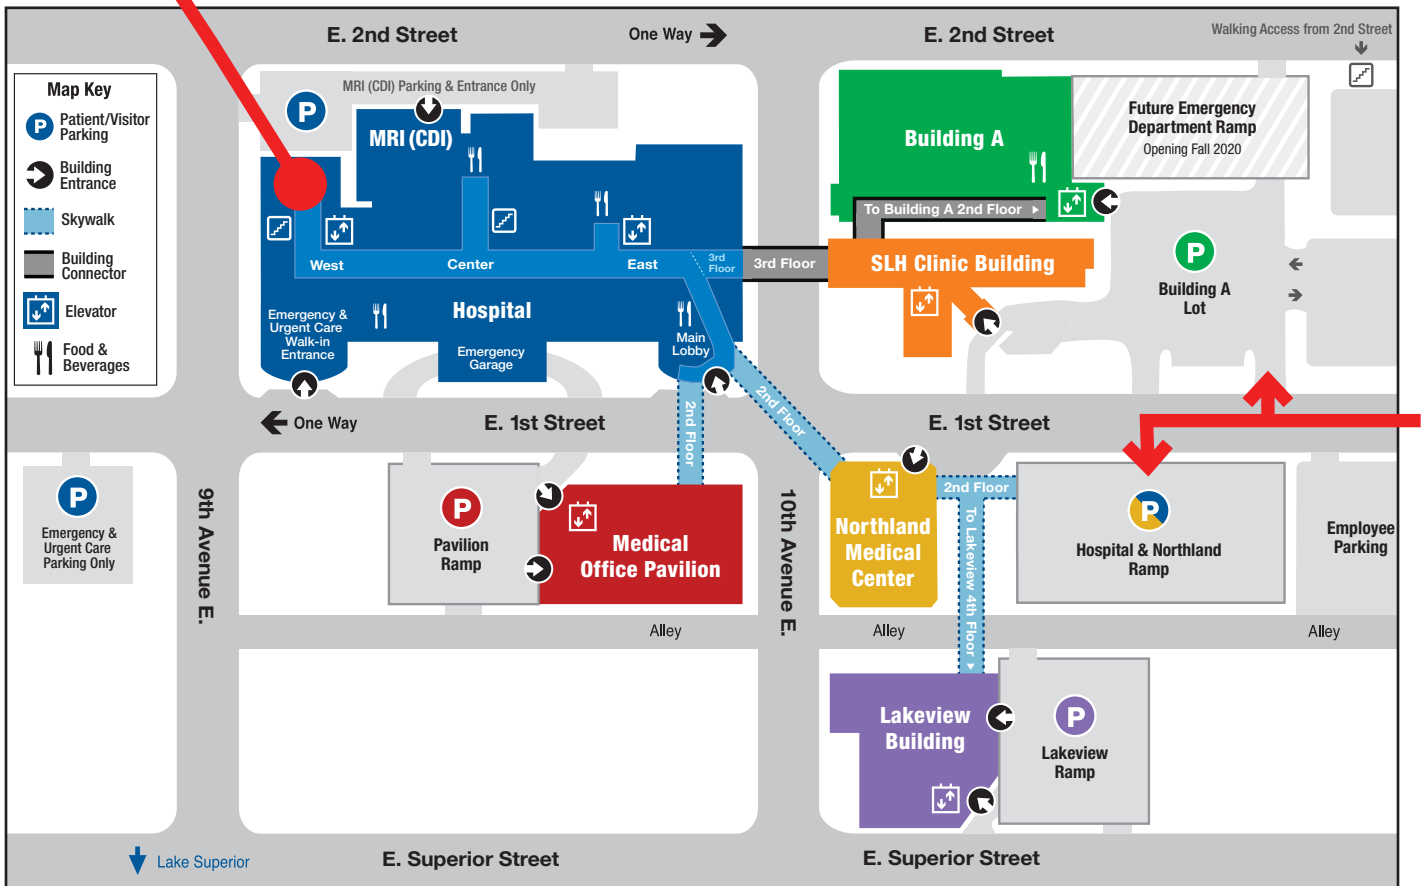 E. 2nd Street
One Way
E. 2nd Street
Walking Access from 2nd Street
Map Key
P
Patient/Visitor
Parking
Building
Entrance
Skywalk
Building
Connector
Elevator
Food &
Beverages
MRI (CDI) Parking & Entrance Only
P
MRI (CDI)
West
Center
East
3rd
Floor
3rd Floor
Hospital
Emergency &
Urgent Care
Walk-in
Entrance
Emergency
Garage
Main
Lobby
Building A
To Building A 2nd Floor
SLH Clinic Building
Future Emergency
Department Ramp
Opening Fall 2020
P
Building A
Lot
One Way
E. 1st Street
E. 1st Street
2nd Floor
2nd Floor
P
Emergency &
Urgent Care
Parking Only
9th Avenue E.
P
Pavilion
Ramp
Medical
Office Pavilion
10th Avenue E.
Northland
Medical
Center
2nd Floor
To Lakeview 4th Floor
P
Hospital & Northland
Ramp
Employee
Parking
Alley
Alley
Alley
Lakeview
Building
P
Lakeview
Ramp
Lake Superior
E. Superior Street
E. Superior Street